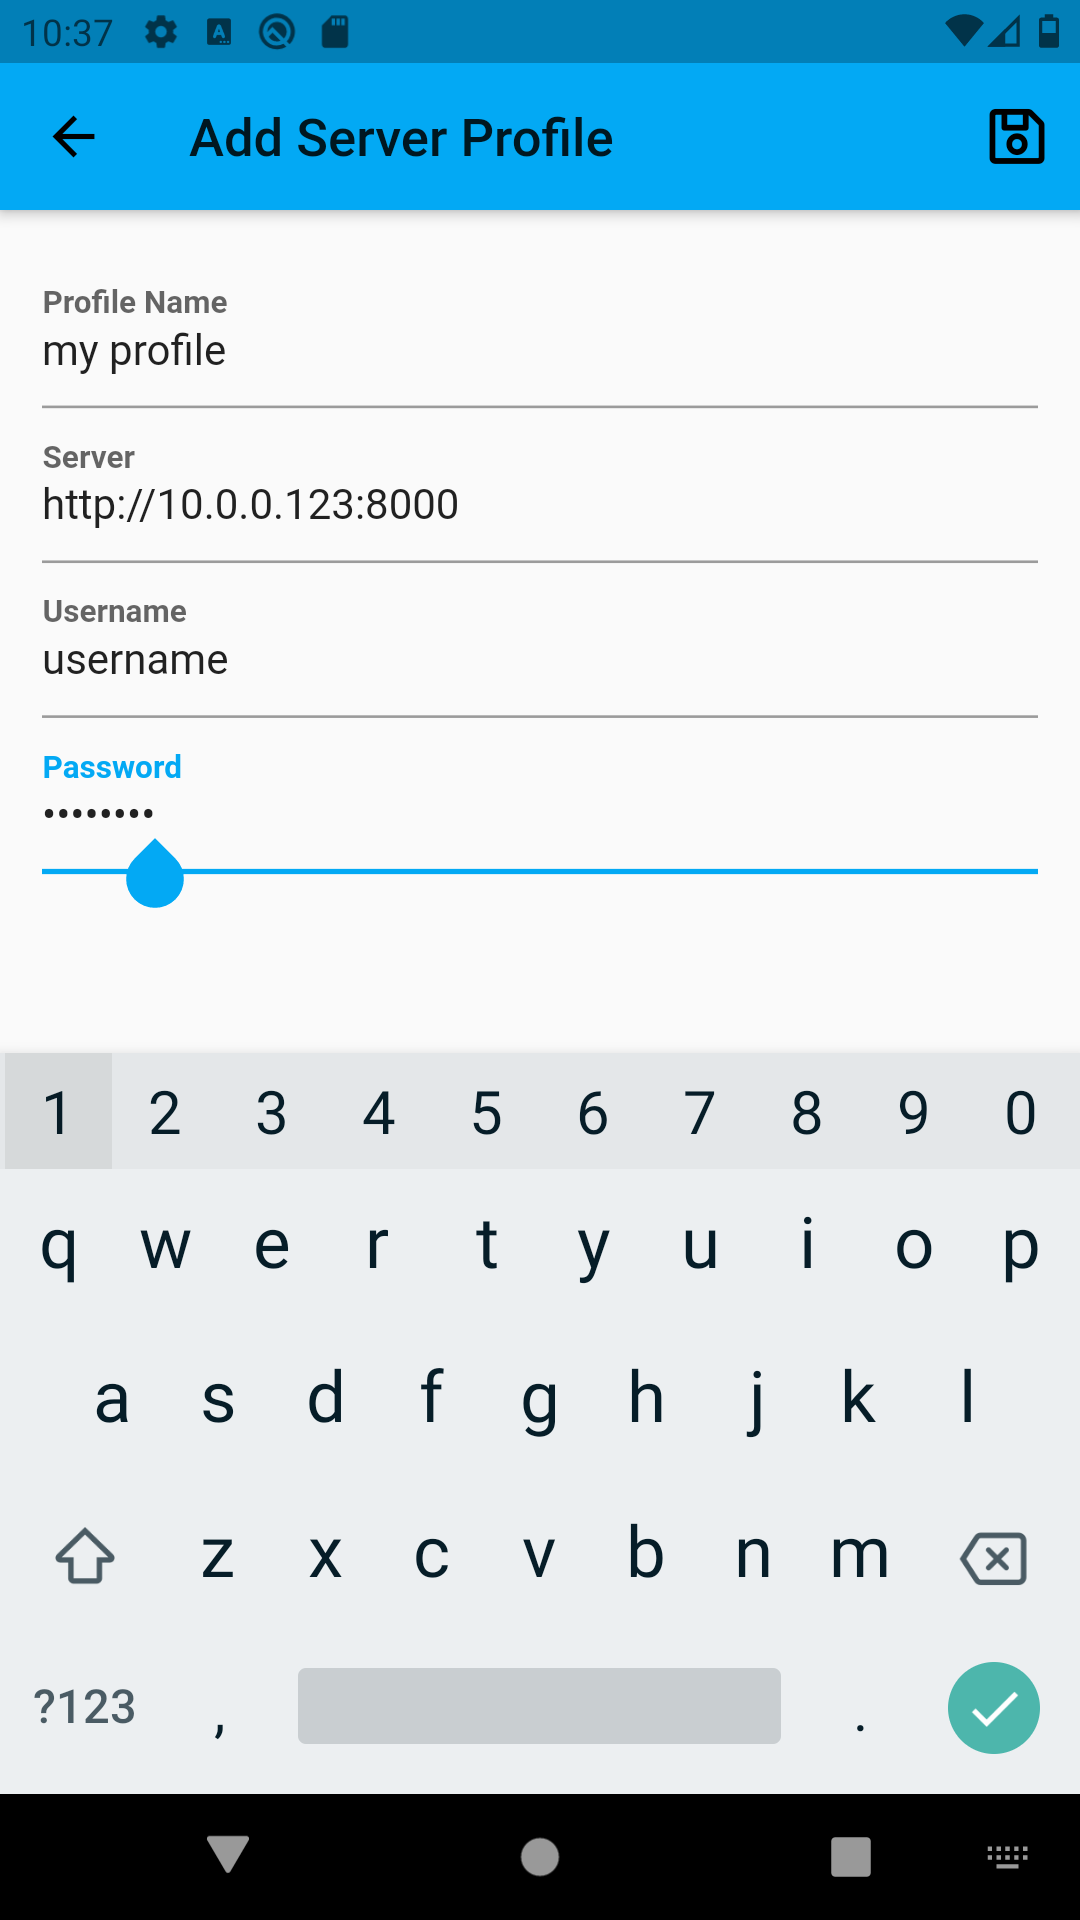 10:37
Add Server Profile
Profile Name
my profile
Server
http://10.0.0.123:8000
Username
username
Password
••••••••
1 2 3 4 5 6 7 8 9 0
q w e r t y u i o p
a s d f g h j k l
z x c v b n m
?123 , .